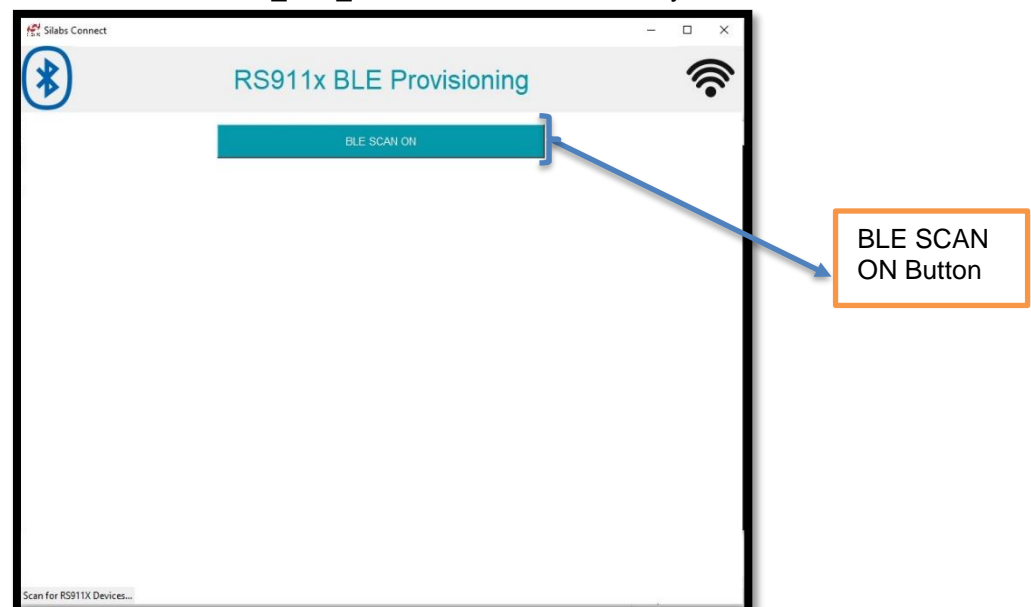 Silabs Connect
RS911x BLE Provisioning
BLE SCAN ON
BLE SCAN
ON Button
Scan for RS911X Devices...